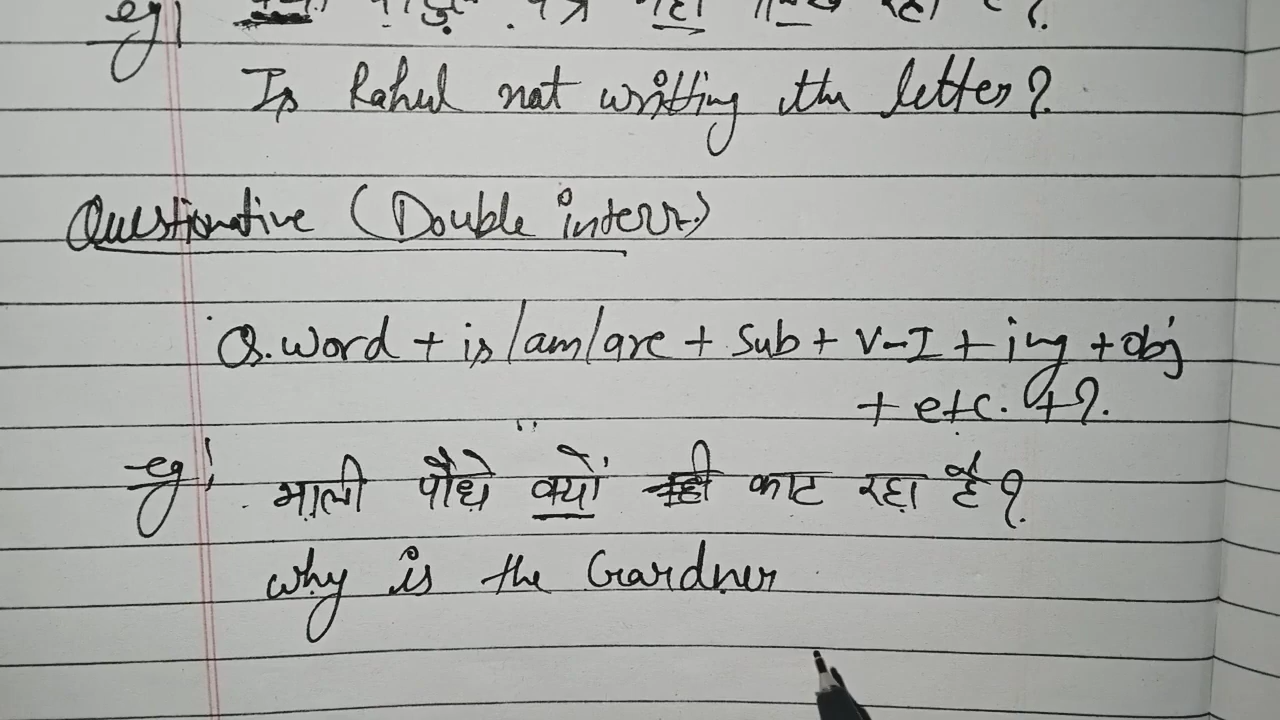 eg!
Is Rahul not writting the letter?
Questionative (Double interr.)
Q.word + is/am/are + sub + V-I + ing + obj
+ etc. + ?
eg! माली पौधे क्यों काट रहा है?
why is the Gardner